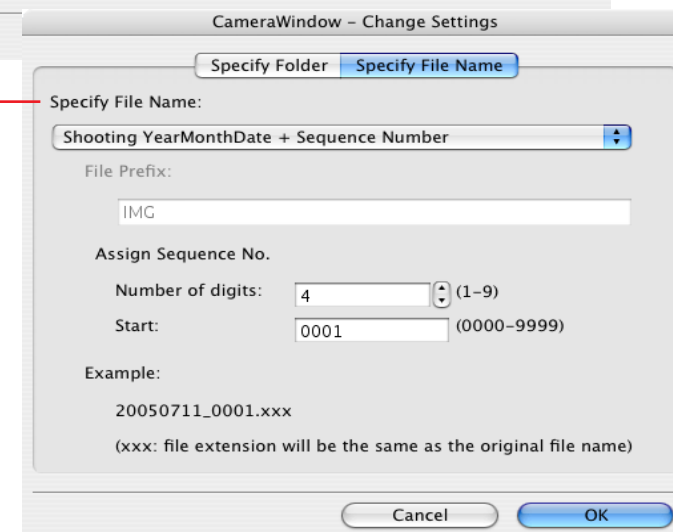 CameraWindow – Change Settings
Specify Folder Specify File Name
Specify File Name:
Shooting YearMonthDate + Sequence Number
File Prefix:
IMG
Assign Sequence No.
Number of digits: 4 (1–9)
Start: 0001 (0000–9999)
Example:
20050711_0001.xxx
(xxx: file extension will be the same as the original file name)
Cancel OK